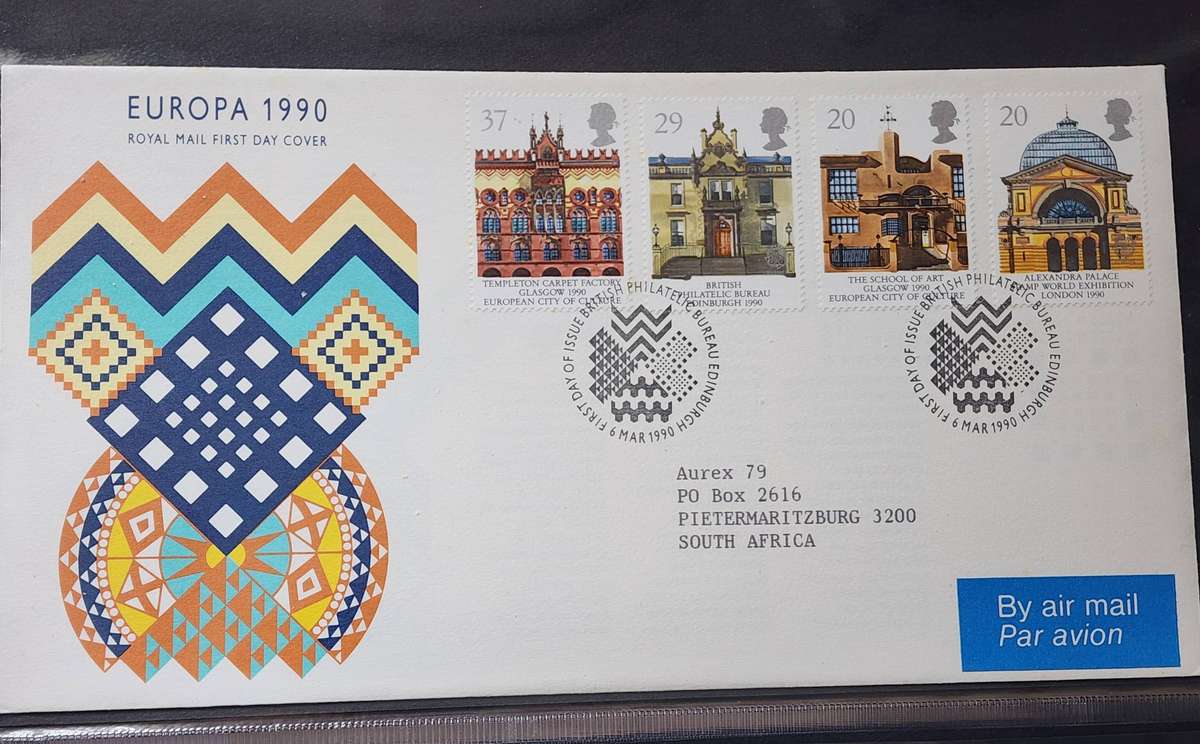 EUROPA 1990
ROYAL MAIL FIRST DAY COVER
37
TEMPLETON CARPET FACTORY
GLASGOW 1990
EUROPEAN CITY OF CULTURE
29
BRITISH
PHILATELIC BUREAU
EDINBURGH 1990
20
THE SCHOOL OF ART
GLASGOW 1990
EUROPEAN CITY OF CULTURE
20
ALEXANDRA PALACE
STAMP WORLD EXHIBITION
LONDON 1990
FIRST DAY OF ISSUE BRITISH PHILATELIC BUREAU EDINBURGH
6 MAR 1990
FIRST DAY OF ISSUE BRITISH PHILATELIC BUREAU EDINBURGH
6 MAR 1990
Aurex 79
PO Box 2616
PIETERMARITZBURG 3200
SOUTH AFRICA
By air mail
Par avion